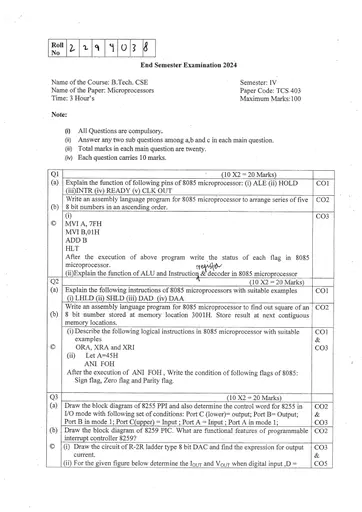 Roll No 2 2 9 4 0 3 8
End Semester Examination 2024
Name of the Course: B.Tech. CSE Semester: IV
Name of the Paper: Microprocessors Paper Code: TCS 403
Time: 3 Hour's Maximum Marks:100
Note:
(i) All Questions are compulsory.
(ii) Answer any two sub questions among a,b and c in each main question.
(iii) Total marks in each main question are twenty.
(iv) Each question carries 10 marks.
Q1 (10 X2 = 20 Marks)
(a) Explain the function of following pins of 8085 microprocessor: (i) ALE (ii) HOLD CO1
(iii)INTR (iv) READY (v) CLK OUT
Write an assembly language program for 8085 microprocessor to arrange series of five CO2
(b) 8 bit numbers in an ascending order.
(i) CO3
© MVI A, 7FH
MVI B,01H
ADD B
HLT
After the execution of above program write the status of each flag in 8085
microprocessor. register
(ii)Explain the function of ALU and Instruction & decoder in 8085 microprocessor
Q2 (10 X2 = 20 Marks)
(a) Explain the following instructions of 8085 microprocessors with suitable examples CO1
(i) LHLD (ii) SHLD (iii) DAD (iv) DAA
Write an assembly language program for 8085 microprocessor to find out square of an CO2
(b) 8 bit number stored at memory location 3001H. Store result at next contiguous
memory locations.
(i) Describe the following logical instructions in 8085 microprocessor with suitable CO1
examples &
© ORA, XRA and XRI CO3
(ii) Let A=45H
ANI FOH
After the execution of ANI FOH , Write the condition of following flags of 8085:
Sign flag, Zero flag and Parity flag.
Q3 (10 X2 = 20 Marks)
(a) Draw the block diagram of 8255 PPI and also determine the control word for 8255 in CO2
I/O mode with following set of conditions: Port C (lower)= output; Port B= Output; &
Port B in mode 1; Port C(upper) = Input ; Port A = Input ; Port A in mode 1; CO3
(b) Draw the block diagram of 8259 PIC. What are functional features of programmable CO2
interrupt controller 8259?
© (i) Draw the circuit of R-2R ladder type 8 bit DAC and find the expression for output CO3
current. &
(ii) For the given figure below determine the IOUT and VOUT when digital input ,D = CO5